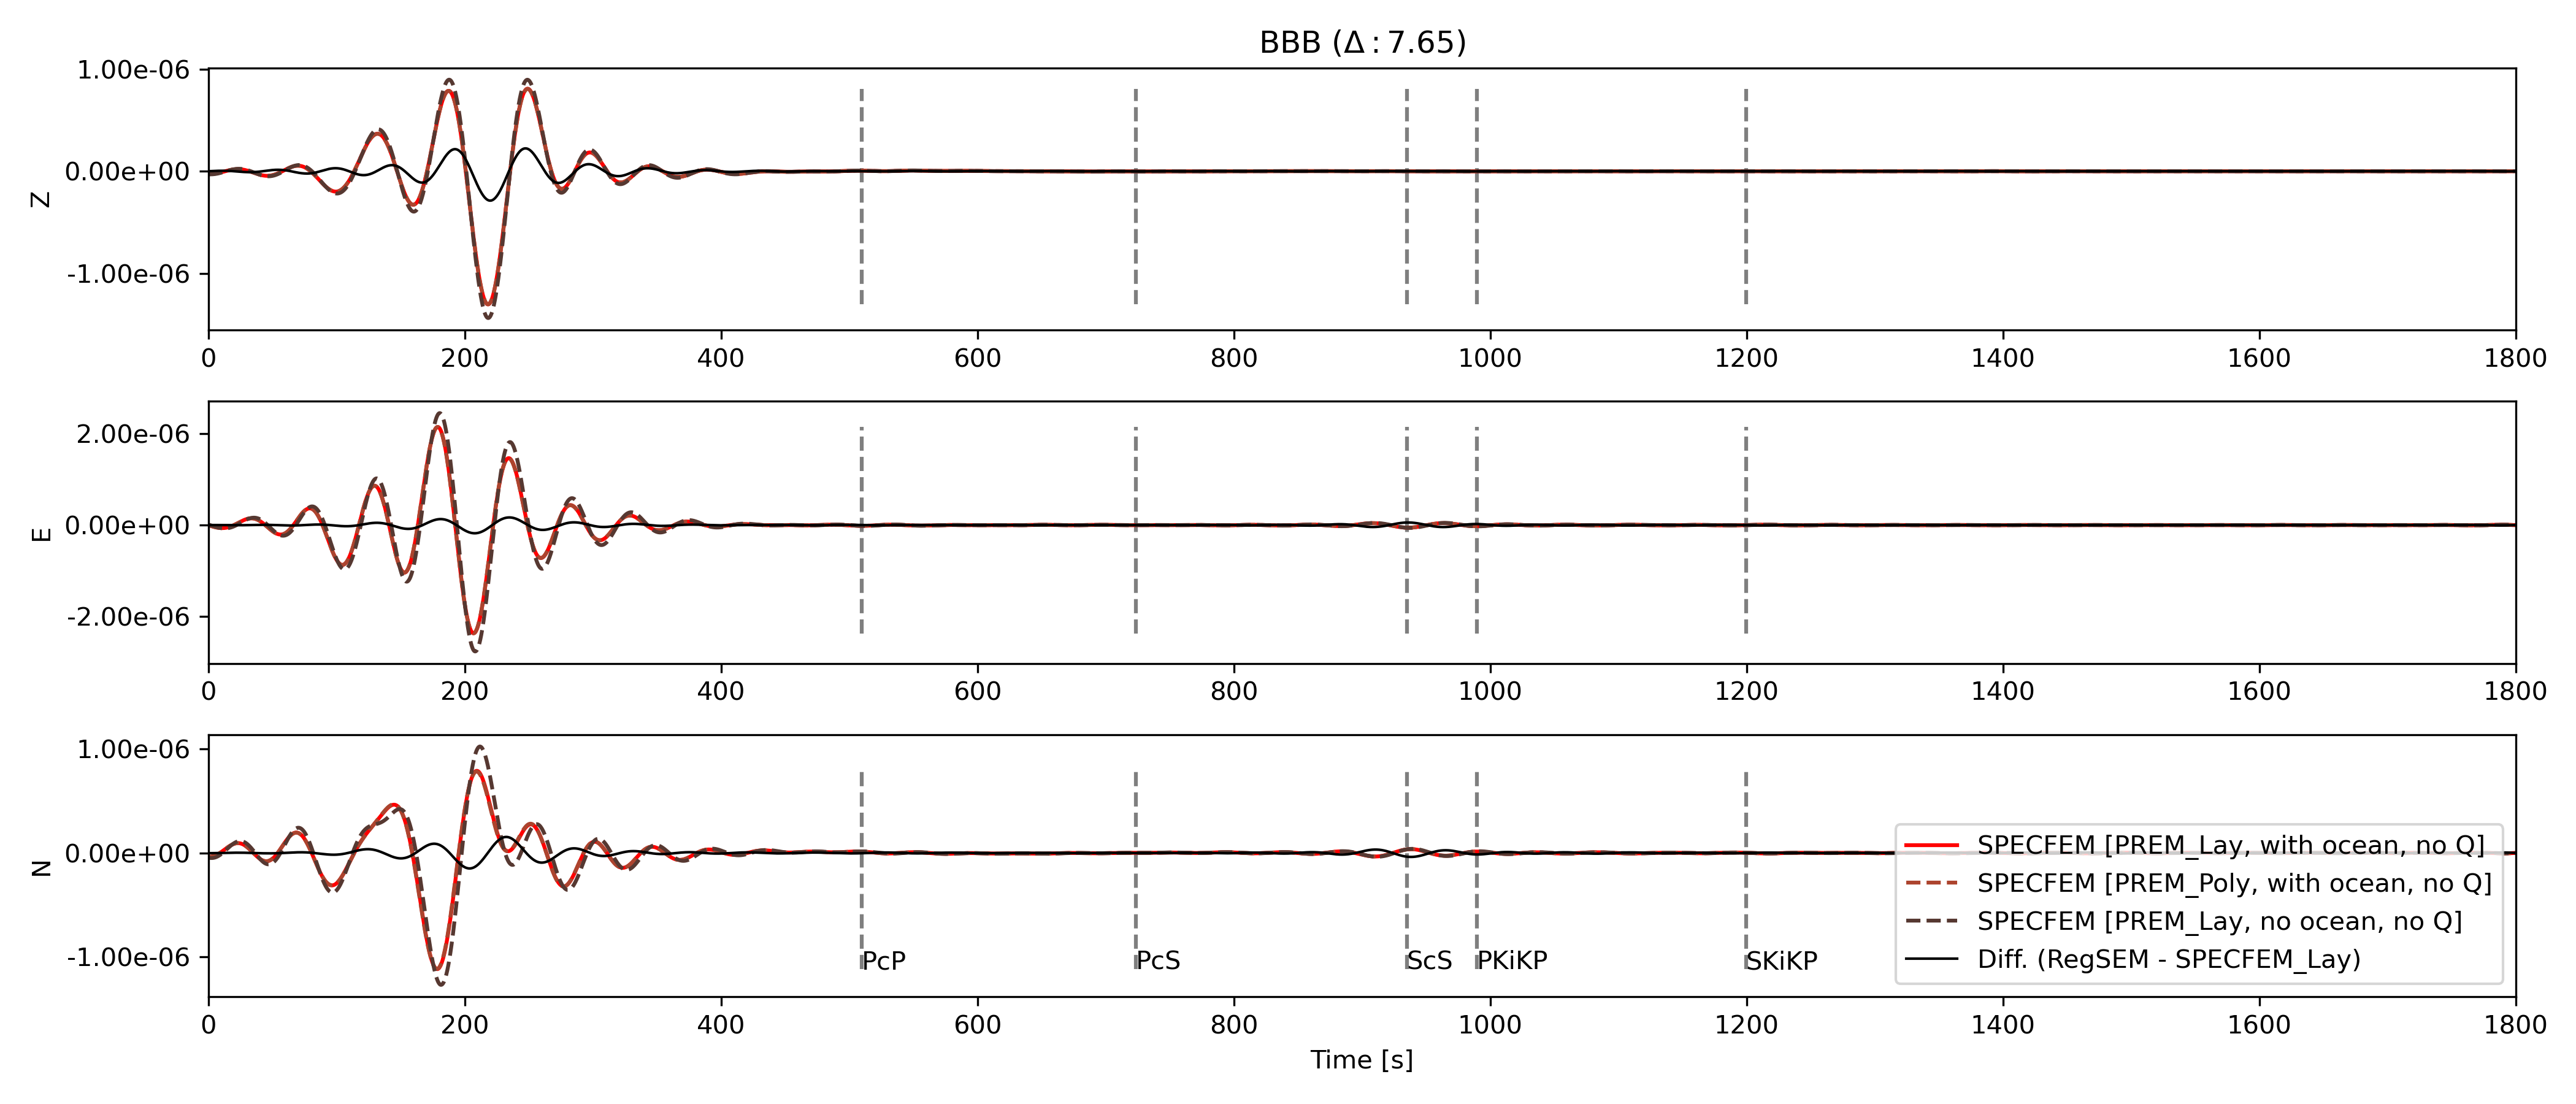 BBB (Δ : 7.65)
1.00e-06
0.00e+00
-1.00e-06
Z
0 200 400 600 800 1000 1200 1400 1600 1800
2.00e-06
0.00e+00
-2.00e-06
E
0 200 400 600 800 1000 1200 1400 1600 1800
1.00e-06
0.00e+00
-1.00e-06
N
PcP PcS ScS PKiKP SKiKP
SPECFEM [PREM_Lay, with ocean, no Q]
SPECFEM [PREM_Poly, with ocean, no Q]
SPECFEM [PREM_Lay, no ocean, no Q]
Diff. (RegSEM - SPECFEM_Lay)
0 200 400 600 800 1000 1200 1400 1600 1800
Time [s]